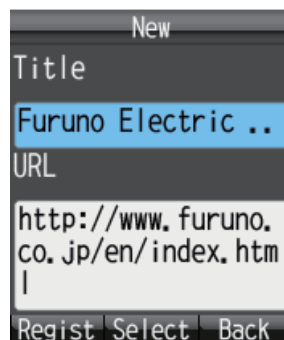 New
Title
Furuno Electric ..
URL
http://www.furuno.
co.jp/en/index.htm
l
Regist Select Back